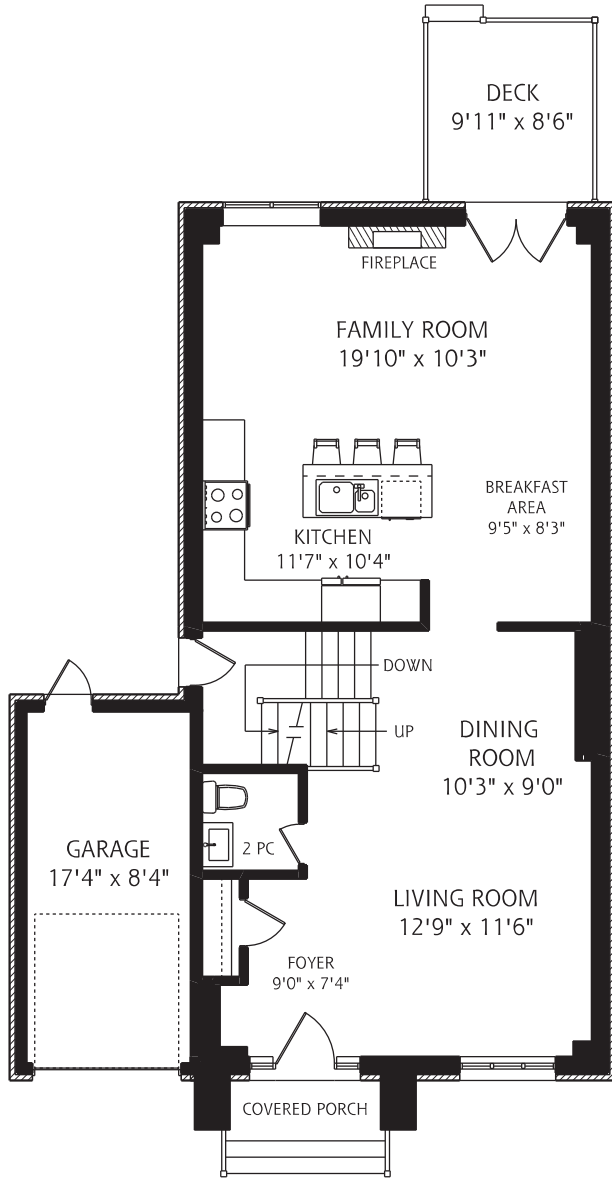 DECK
9'11" x 8'6"
FIREPLACE
FAMILY ROOM
19'10" x 10'3"
BREAKFAST
AREA
9'5" x 8'3"
KITCHEN
11'7" x 10'4"
DOWN
UP
DINING
ROOM
10'3" x 9'0"
2 PC
GARAGE
17'4" x 8'4"
LIVING ROOM
12'9" x 11'6"
FOYER
9'0" x 7'4"
COVERED PORCH